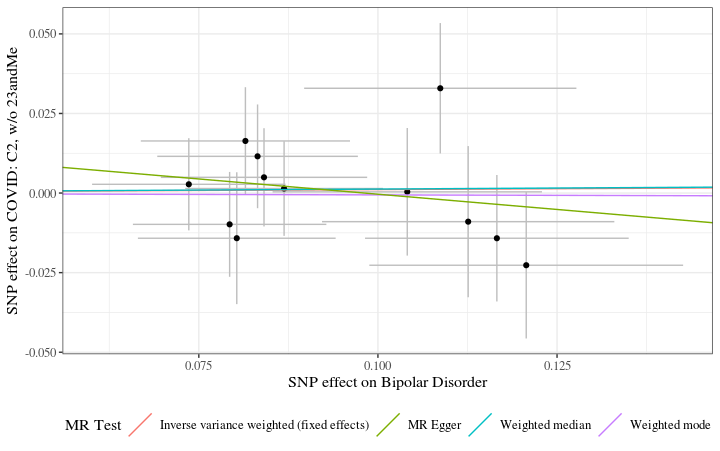 SNP effect on COVID: C2, w/o 23andMe
0.050
0.025
0.000
-0.025
-0.050
0.075 0.100 0.125
SNP effect on Bipolar Disorder
MR Test Inverse variance weighted (fixed effects) MR Egger Weighted median Weighted mode